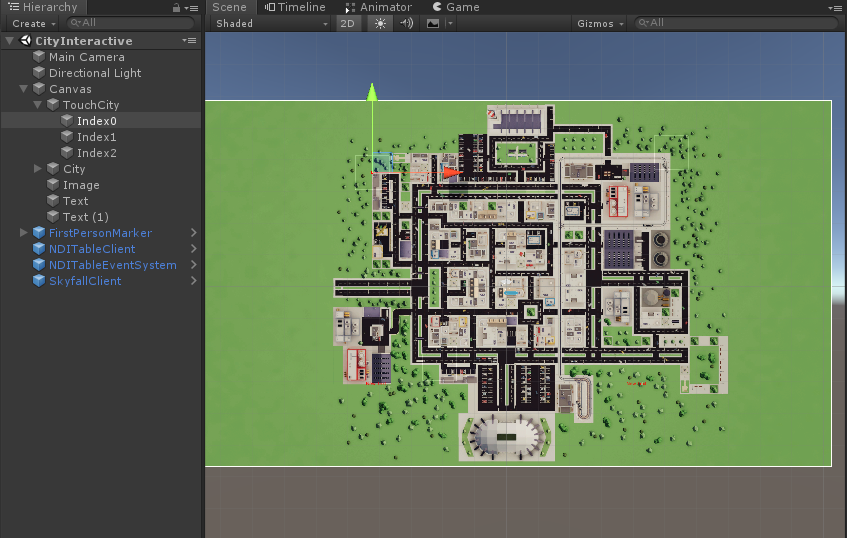 Hierarchy
Create
All
CityInteractive
Main Camera
Directional Light
Canvas
TouchCity
Index0
Index1
Index2
City
Image
Text
Text (1)
FirstPersonMarker
NDITableClient
NDITableEventSystem
SkyfallClient
Scene Timeline Animator Game
Shaded 2D Gizmos All